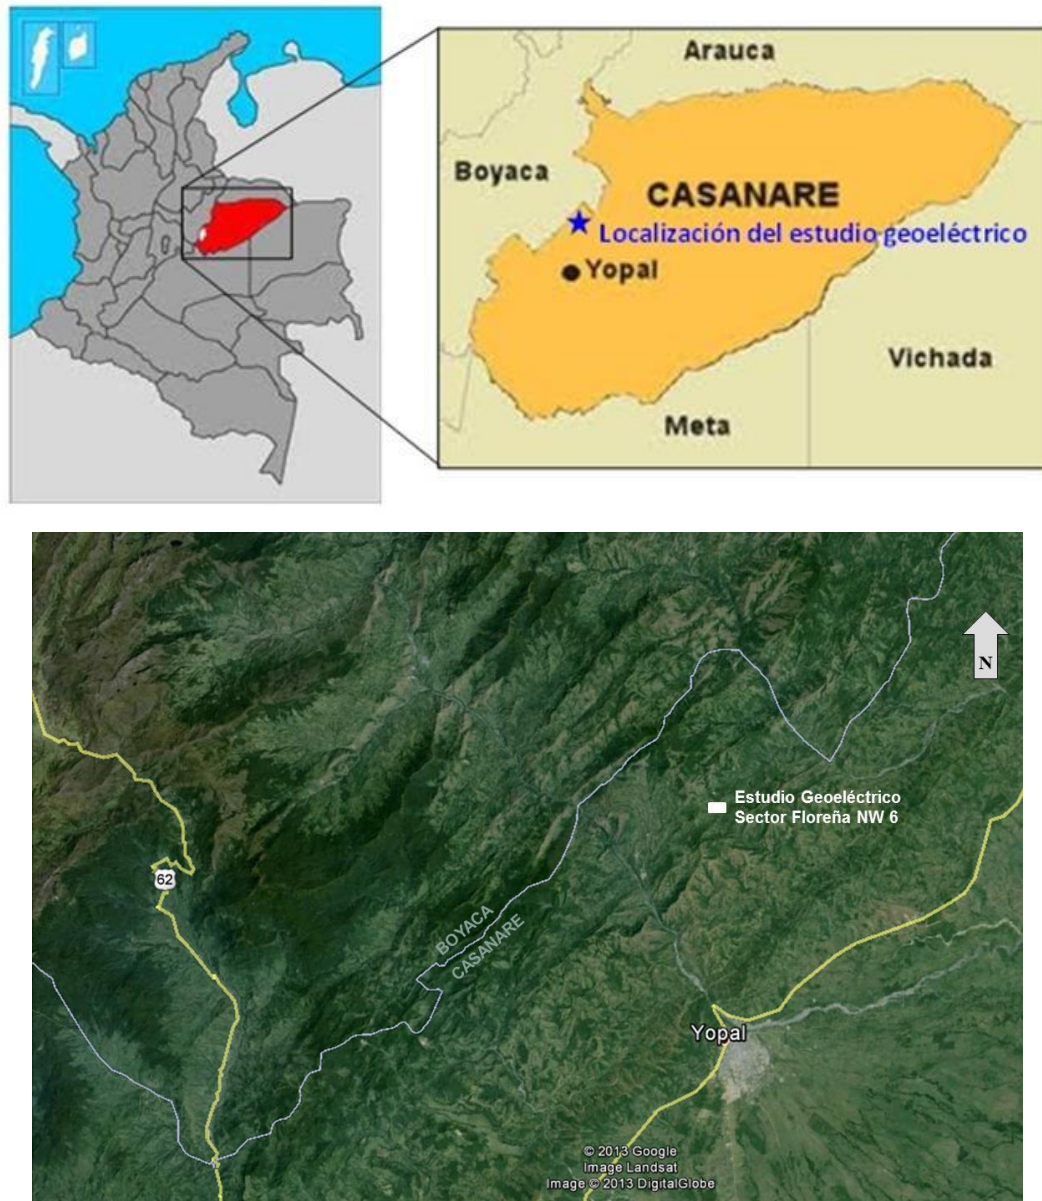 Arauca
Boyaca
CASANARE
Localización del estudio geoeléctrico
Yopal
Vichada
Meta
N
Estudio Geoeléctrico
Sector Floreña NW 6
62
BOYACA
CASANARE
Yopal
© 2013 Google
Image Landsat
Image © 2013 DigitalGlobe